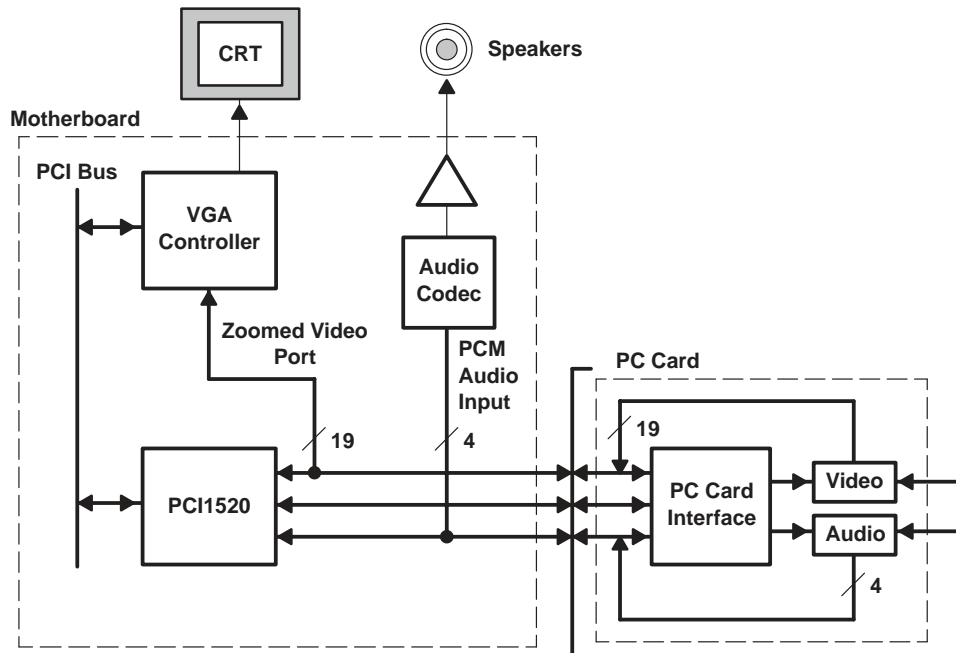 CRT
Speakers
Motherboard
PCI Bus
VGA
Controller
Audio
Codec
Zoomed Video
Port
PCM
Audio
Input
PC Card
19
4
19
PCI1520
PC Card
Interface
Video
Audio
4